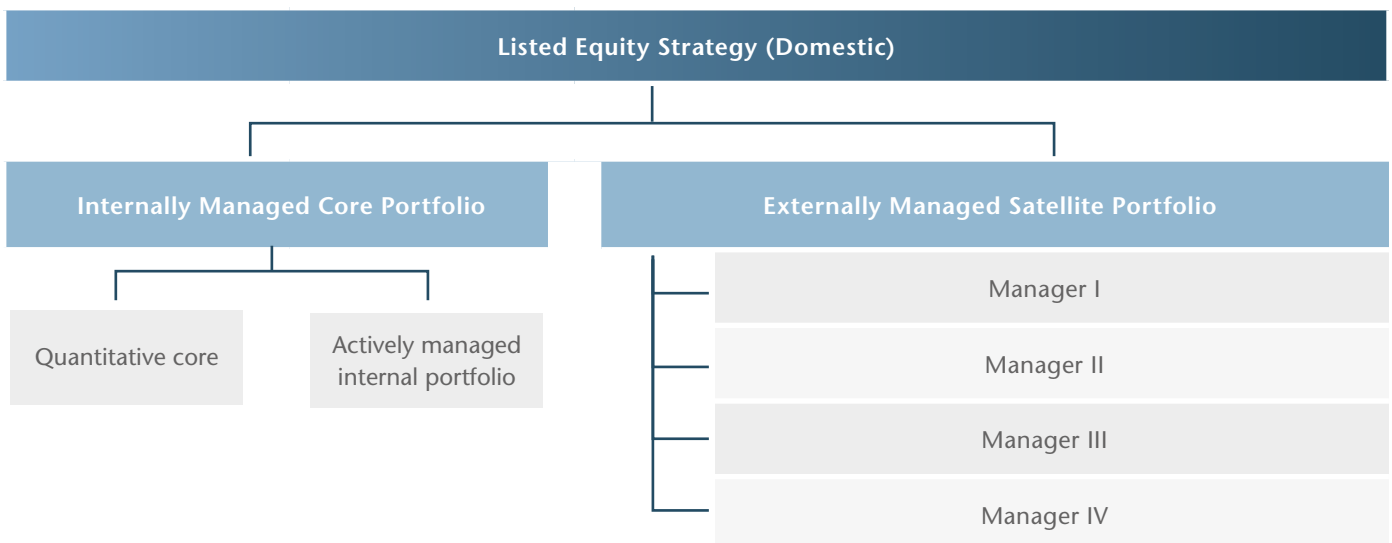 Listed Equity Strategy (Domestic)
Internally Managed Core Portfolio
Externally Managed Satellite Portfolio
Quantitative core
Actively managed
internal portfolio
Manager I
Manager II
Manager III
Manager IV